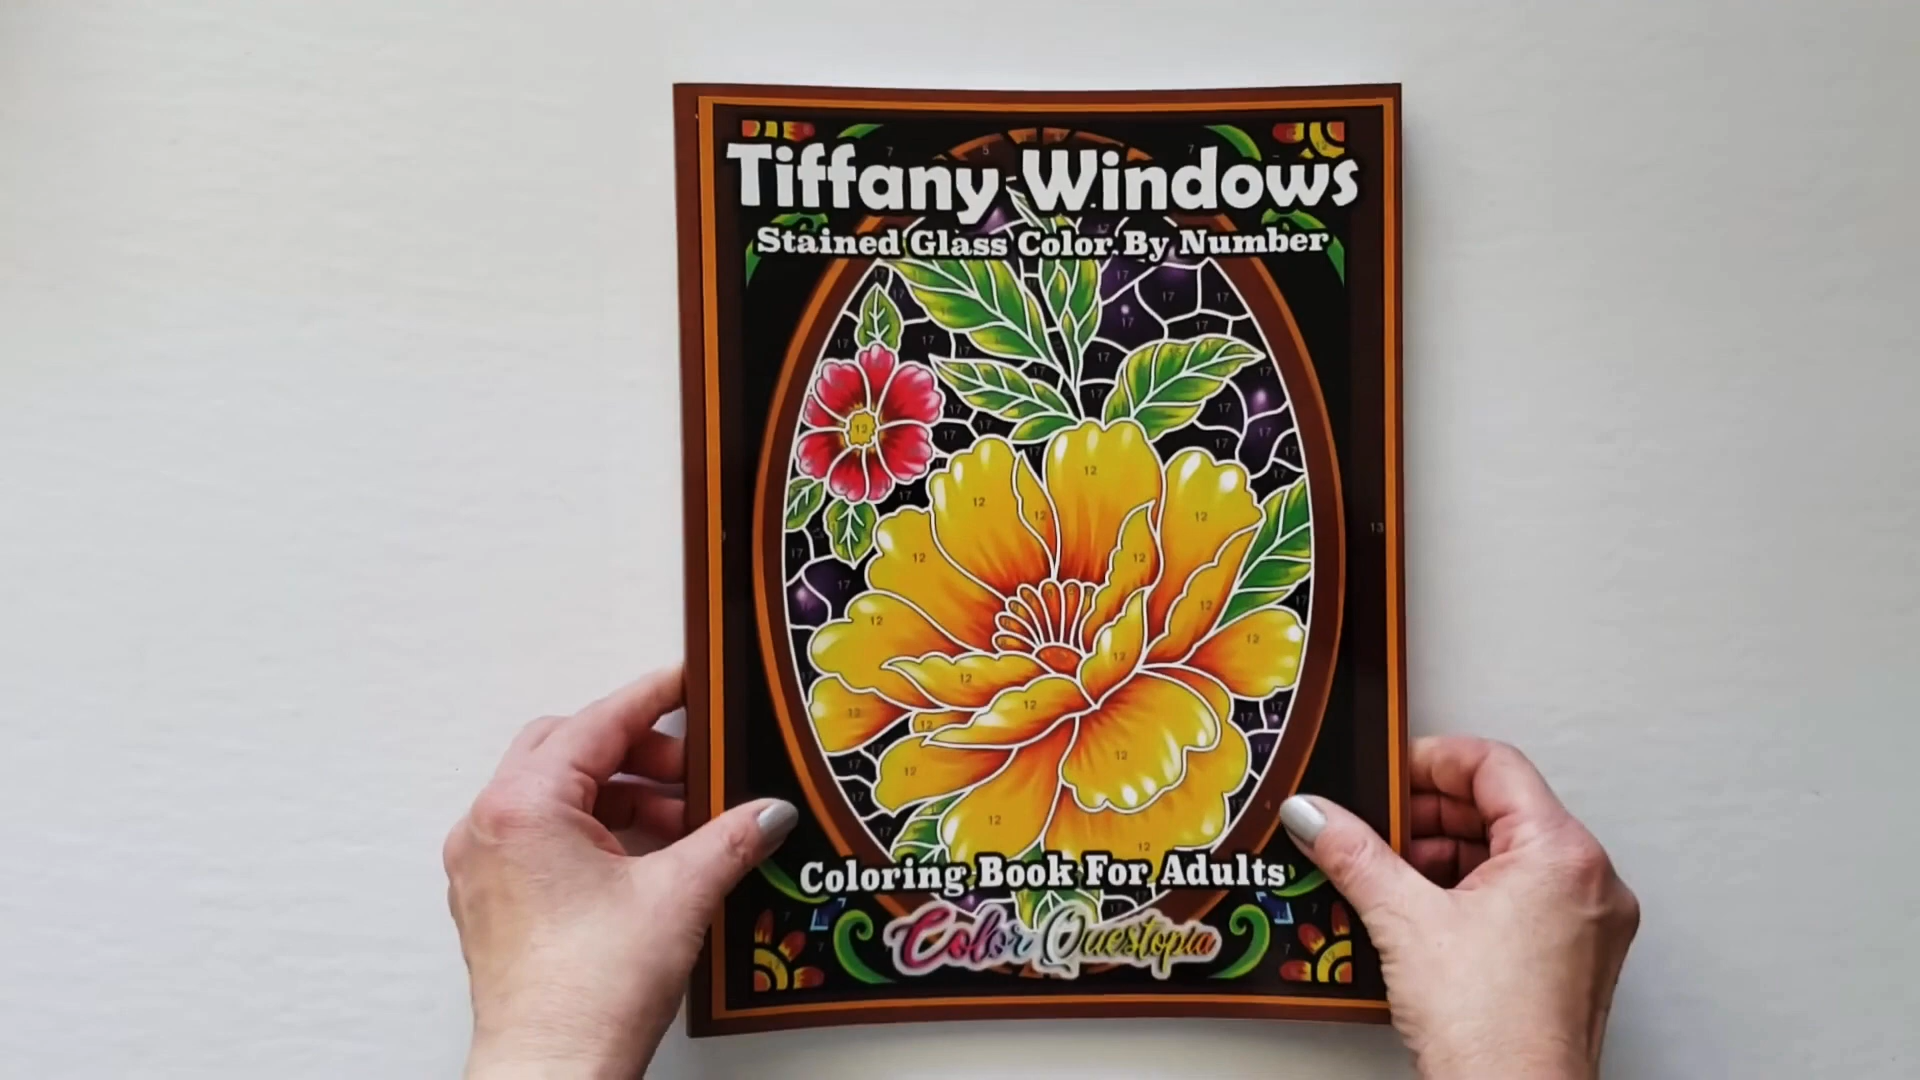 Tiffany Windows
Stained Glass Color By Number
Coloring Book For Adults
Color Questopia